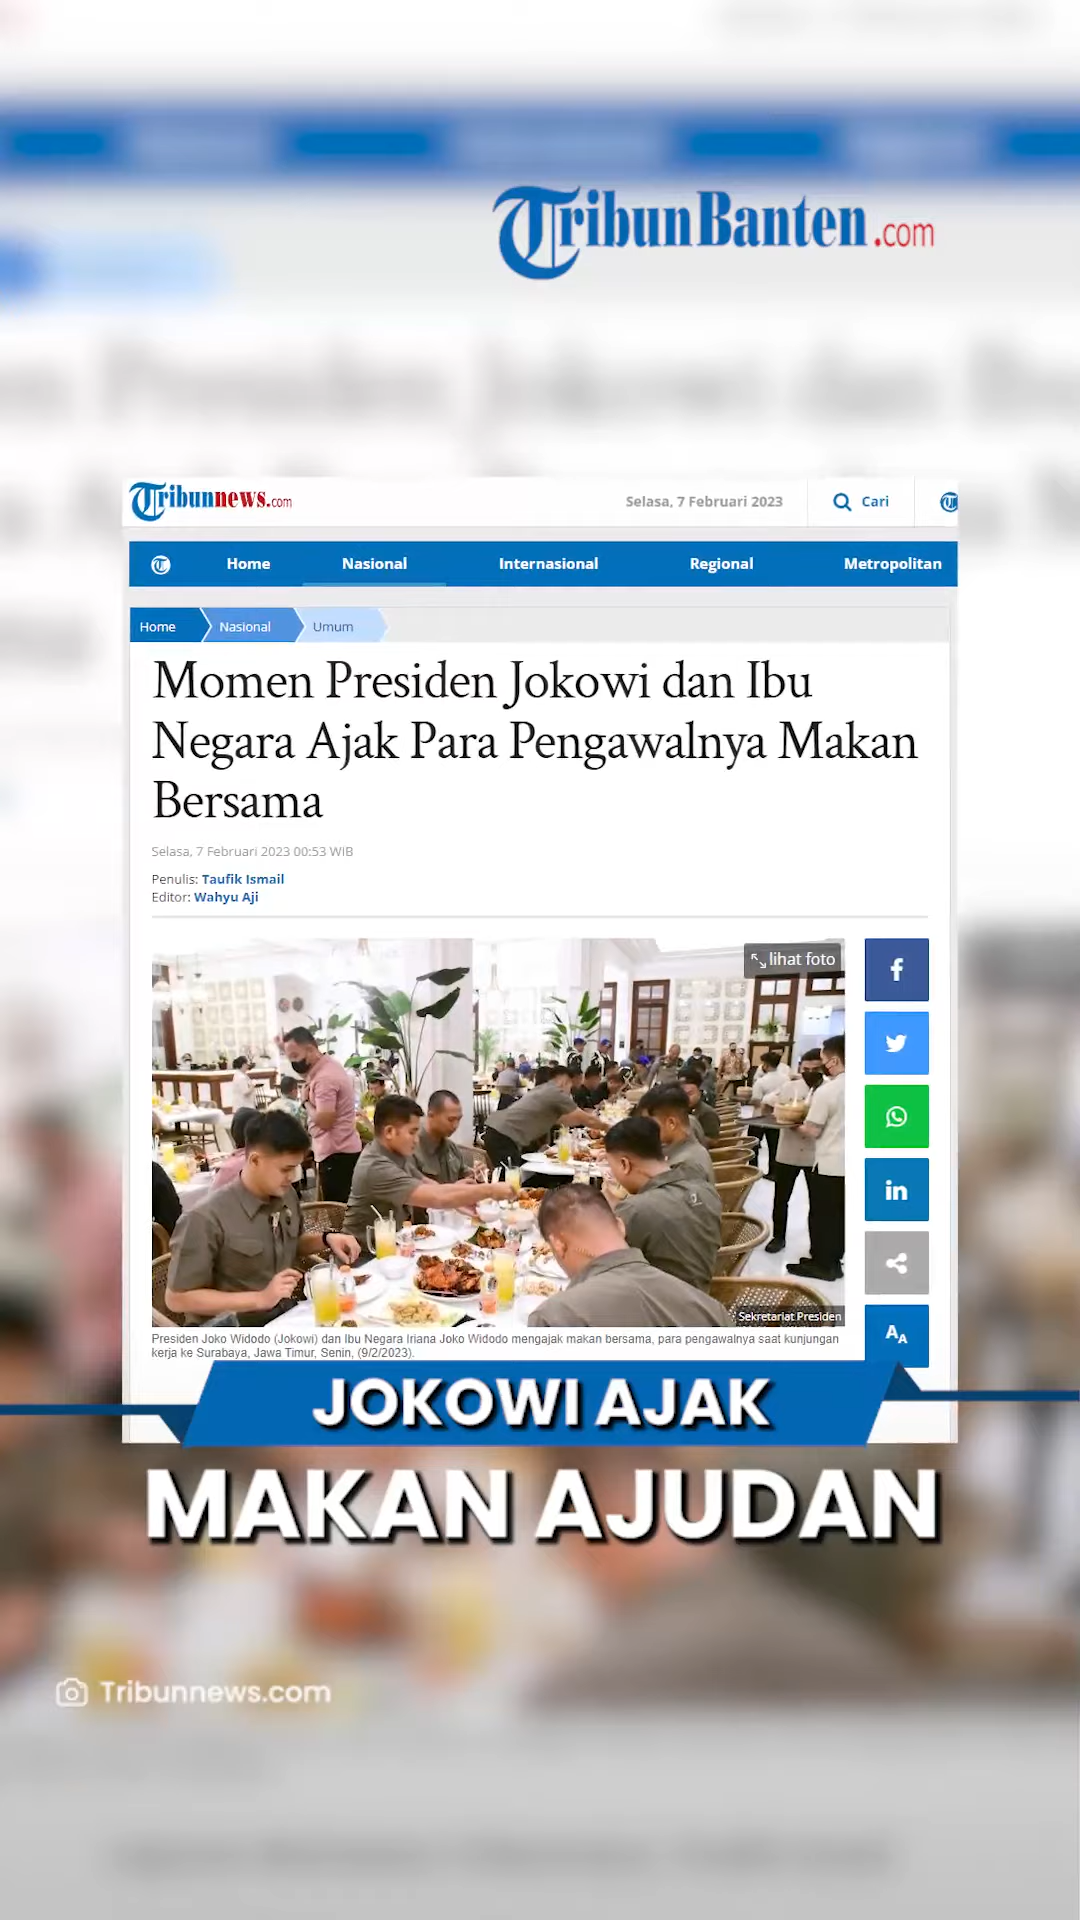 TribunBanten.com
Tribunnews.com
Selasa, 7 Februari 2023
Cari
Home
Nasional
Internasional
Regional
Metropolitan
Home
Nasional
Umum
Momen Presiden Jokowi dan Ibu
Negara Ajak Para Pengawalnya Makan
Bersama
Selasa, 7 Februari 2023 00:53 WIB
Penulis: Taufik Ismail
Editor: Wahyu Aji
lihat foto
Sekretariat Presiden
Presiden Joko Widodo (Jokowi) dan Ibu Negara Iriana Joko Widodo mengajak makan bersama, para pengawalnya saat kunjungan
kerja ke Surabaya, Jawa Timur, Senin, (9/2/2023).
AA
JOKOWI AJAK
MAKAN AJUDAN
Tribunnews.com